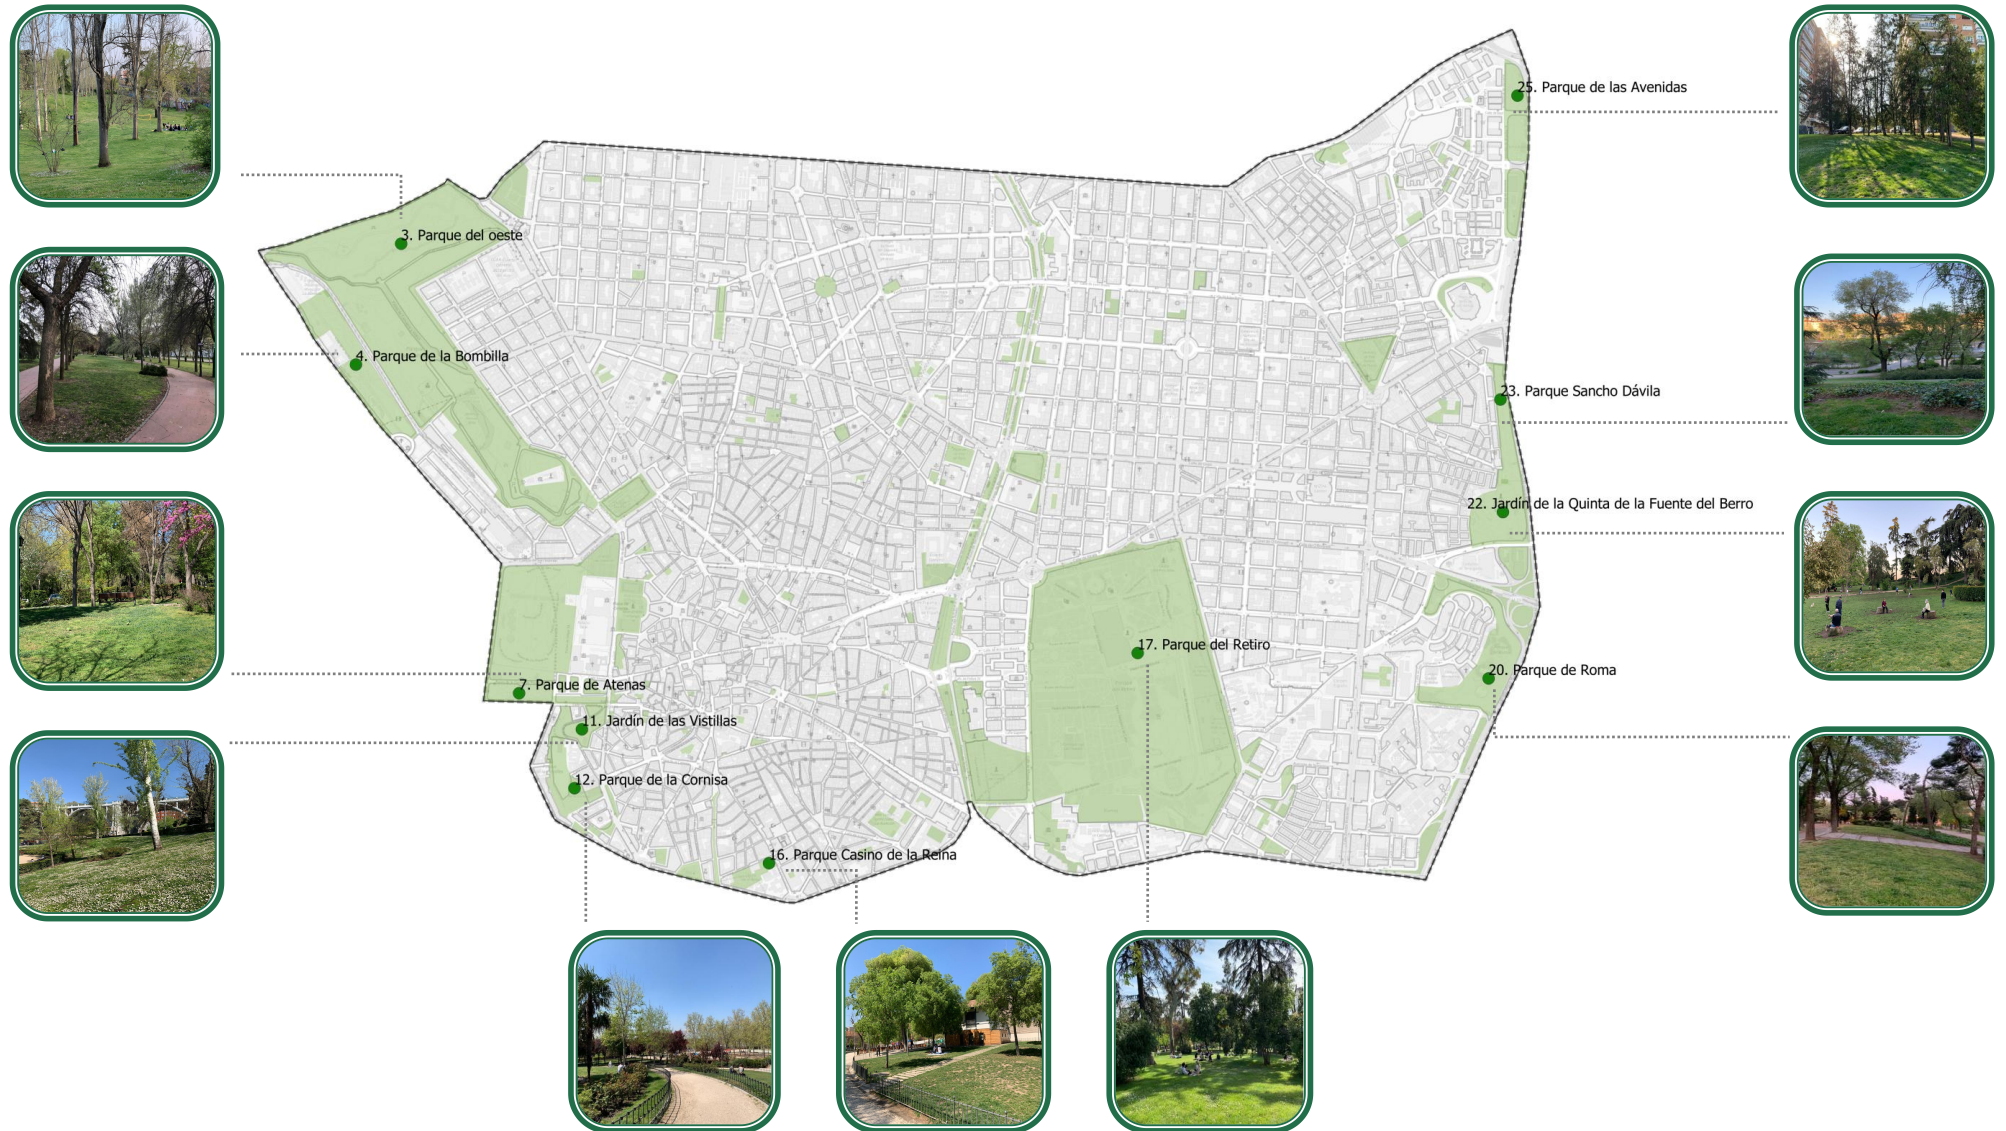 25. Parque de las Avenidas
3. Parque del oeste
4. Parque de la Bombilla
23. Parque Sancho Dávila
22. Jardín de la Quinta de la Fuente del Berro
17. Parque del Retiro
20. Parque de Roma
7. Parque de Atenas
11. Jardín de las Vistillas
12. Parque de la Cornisa
16. Parque Casino de la Reina